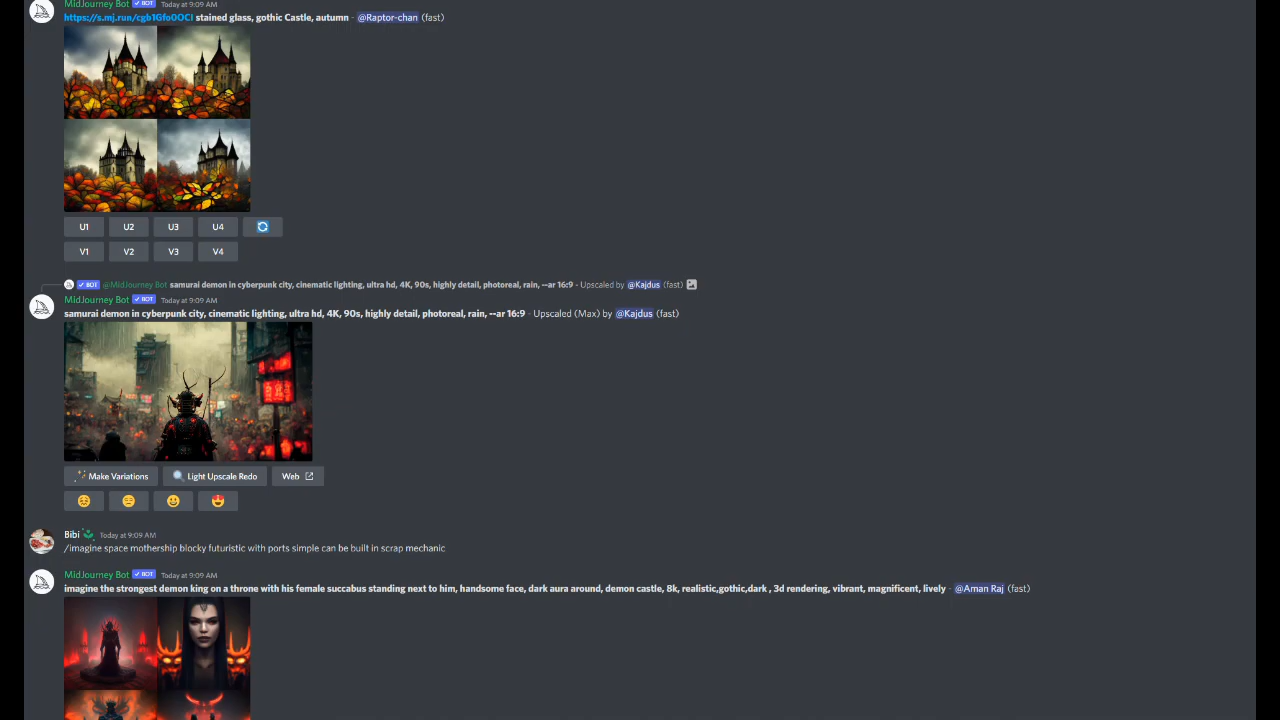 MidJourney Bot ✓ BOT Today at 9:09 AM
https://s.mj.run/cgb1Gfo0OCI stained glass, gothic Castle, autumn - @Raptor-chan (fast)
U1 U2 U3 U4
V1 V2 V3 V4
✓ BOT @MidJourney Bot samurai demon in cyberpunk city, cinematic lighting, ultra hd, 4K, 90s, highly detail, photoreal, rain, --ar 16:9 - Upscaled by @Kajdus (fast)
MidJourney Bot ✓ BOT Today at 9:09 AM
samurai demon in cyberpunk city, cinematic lighting, ultra hd, 4K, 90s, highly detail, photoreal, rain, --ar 16:9 - Upscaled (Max) by @Kajdus (fast)
Make Variations Light Upscale Redo Web
Bibi Today at 9:09 AM
/imagine space mothership blocky futuristic with ports simple can be built in scrap mechanic
MidJourney Bot ✓ BOT Today at 9:09 AM
imagine the strongest demon king on a throne with his female succabus standing next to him, handsome face, dark aura around, demon castle, 8k, realistic,gothic,dark , 3d rendering, vibrant, magnificent, lively - @Aman Raj (fast)